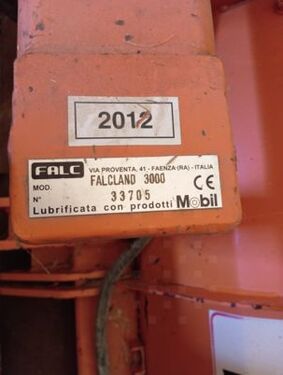 2012
FALC VIA PROVENTA, 41 - FAENZA (RA) - ITALIA
MOD. FALCLAND 3000 CE
N° 33705
Lubrificata con prodotti Mobil